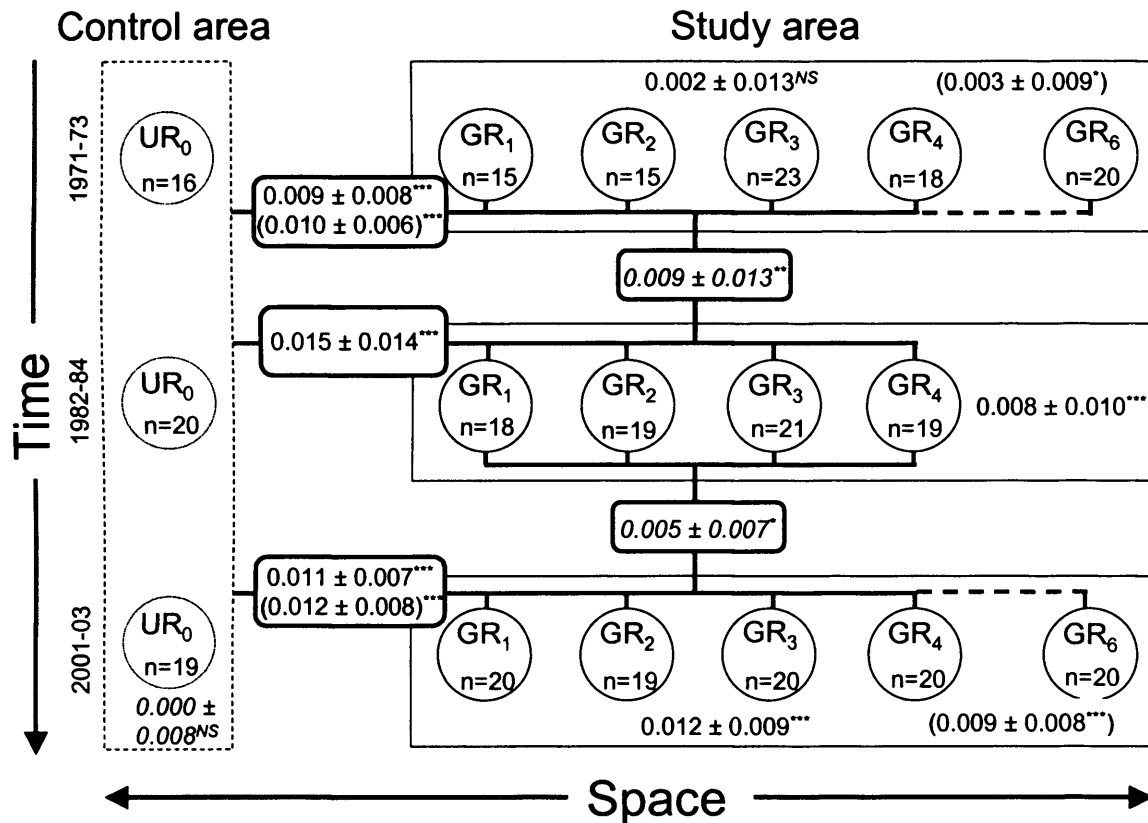 Control area
Study area
Time
1971-73
UR₀
n=16
0.002 ± 0.013ᴺˢ
(0.003 ± 0.009*)
GR₁
n=15
GR₂
n=15
GR₃
n=23
GR₄
n=18
GR₆
n=20
0.009 ± 0.008***
(0.010 ± 0.006)***
0.009 ± 0.013**
1982-84
UR₀
n=20
0.015 ± 0.014***
GR₁
n=18
GR₂
n=19
GR₃
n=21
GR₄
n=19
0.008 ± 0.010***
0.005 ± 0.007*
2001-03
UR₀
n=19
0.000 ±
0.008ᴺˢ
0.011 ± 0.007***
(0.012 ± 0.008)***
GR₁
n=20
GR₂
n=19
GR₃
n=20
GR₄
n=20
GR₆
n=20
0.012 ± 0.009***
(0.009 ± 0.008***)
Space